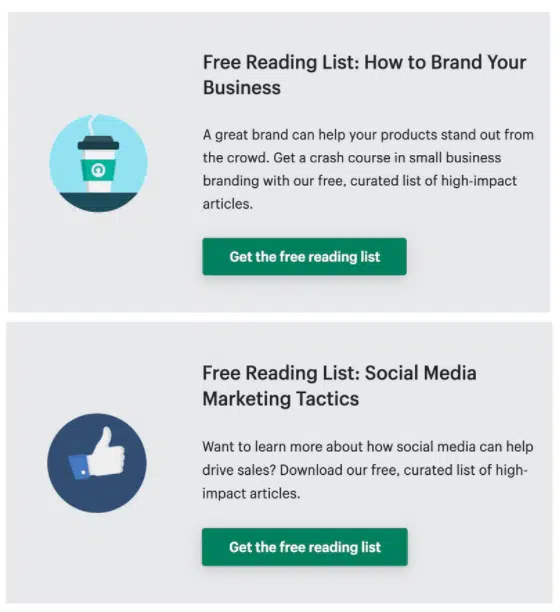 Free Reading List: How to Brand Your
Business
A great brand can help your products stand out from
the crowd. Get a crash course in small business
branding with our free, curated list of high-impact
articles.
Get the free reading list
Free Reading List: Social Media
Marketing Tactics
Want to learn more about how social media can help
drive sales? Download our free, curated list of high-
impact articles.
Get the free reading list